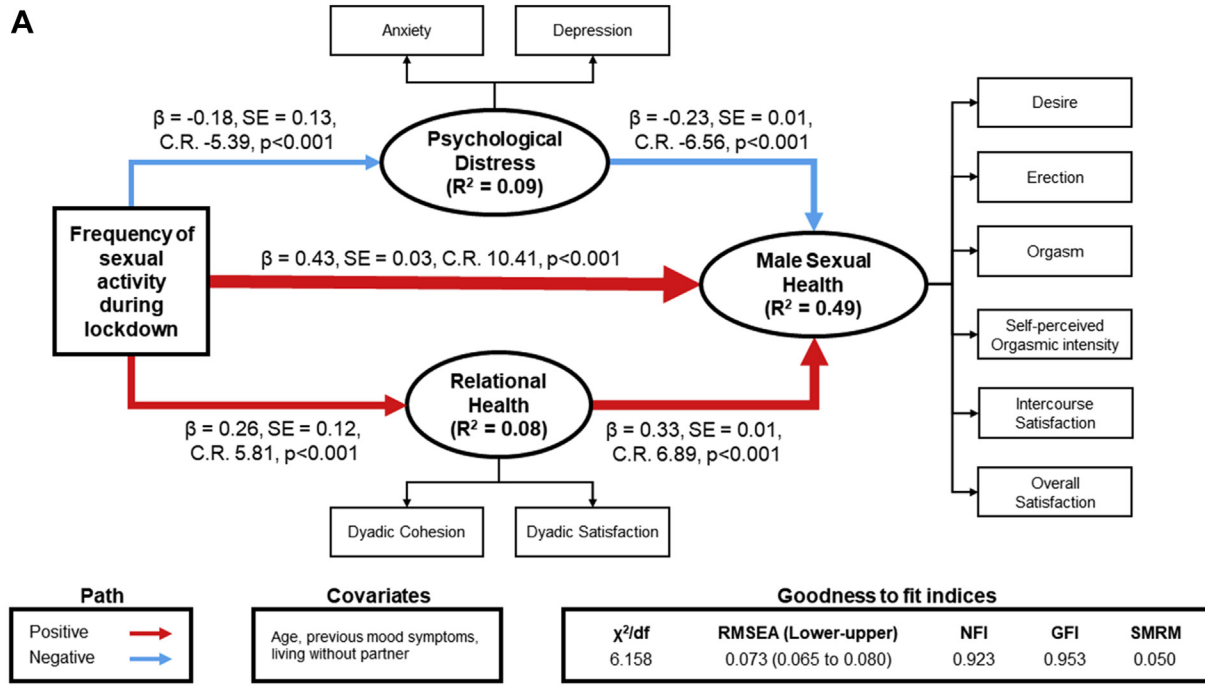 A
Anxiety
Depression
β = -0.18, SE = 0.13,
C.R. -5.39, p<0.001
Psychological
Distress
(R² = 0.09)
β = -0.23, SE = 0.01,
C.R. -6.56, p<0.001
Frequency of
sexual
activity
during
lockdown
β = 0.43, SE = 0.03, C.R. 10.41, p<0.001
Male Sexual
Health
(R² = 0.49)
Relational
Health
(R² = 0.08)
β = 0.26, SE = 0.12,
C.R. 5.81, p<0.001
β = 0.33, SE = 0.01,
C.R. 6.89, p<0.001
Dyadic Cohesion
Dyadic Satisfaction
Desire
Erection
Orgasm
Self-perceived
Orgasmic intensity
Intercourse
Satisfaction
Overall
Satisfaction
Path
Positive
Negative
Covariates
Age, previous mood symptoms,
living without partner
Goodness to fit indices
χ²/df RMSEA (Lower-upper) NFI GFI SMRM
6.158 0.073 (0.065 to 0.080) 0.923 0.953 0.050